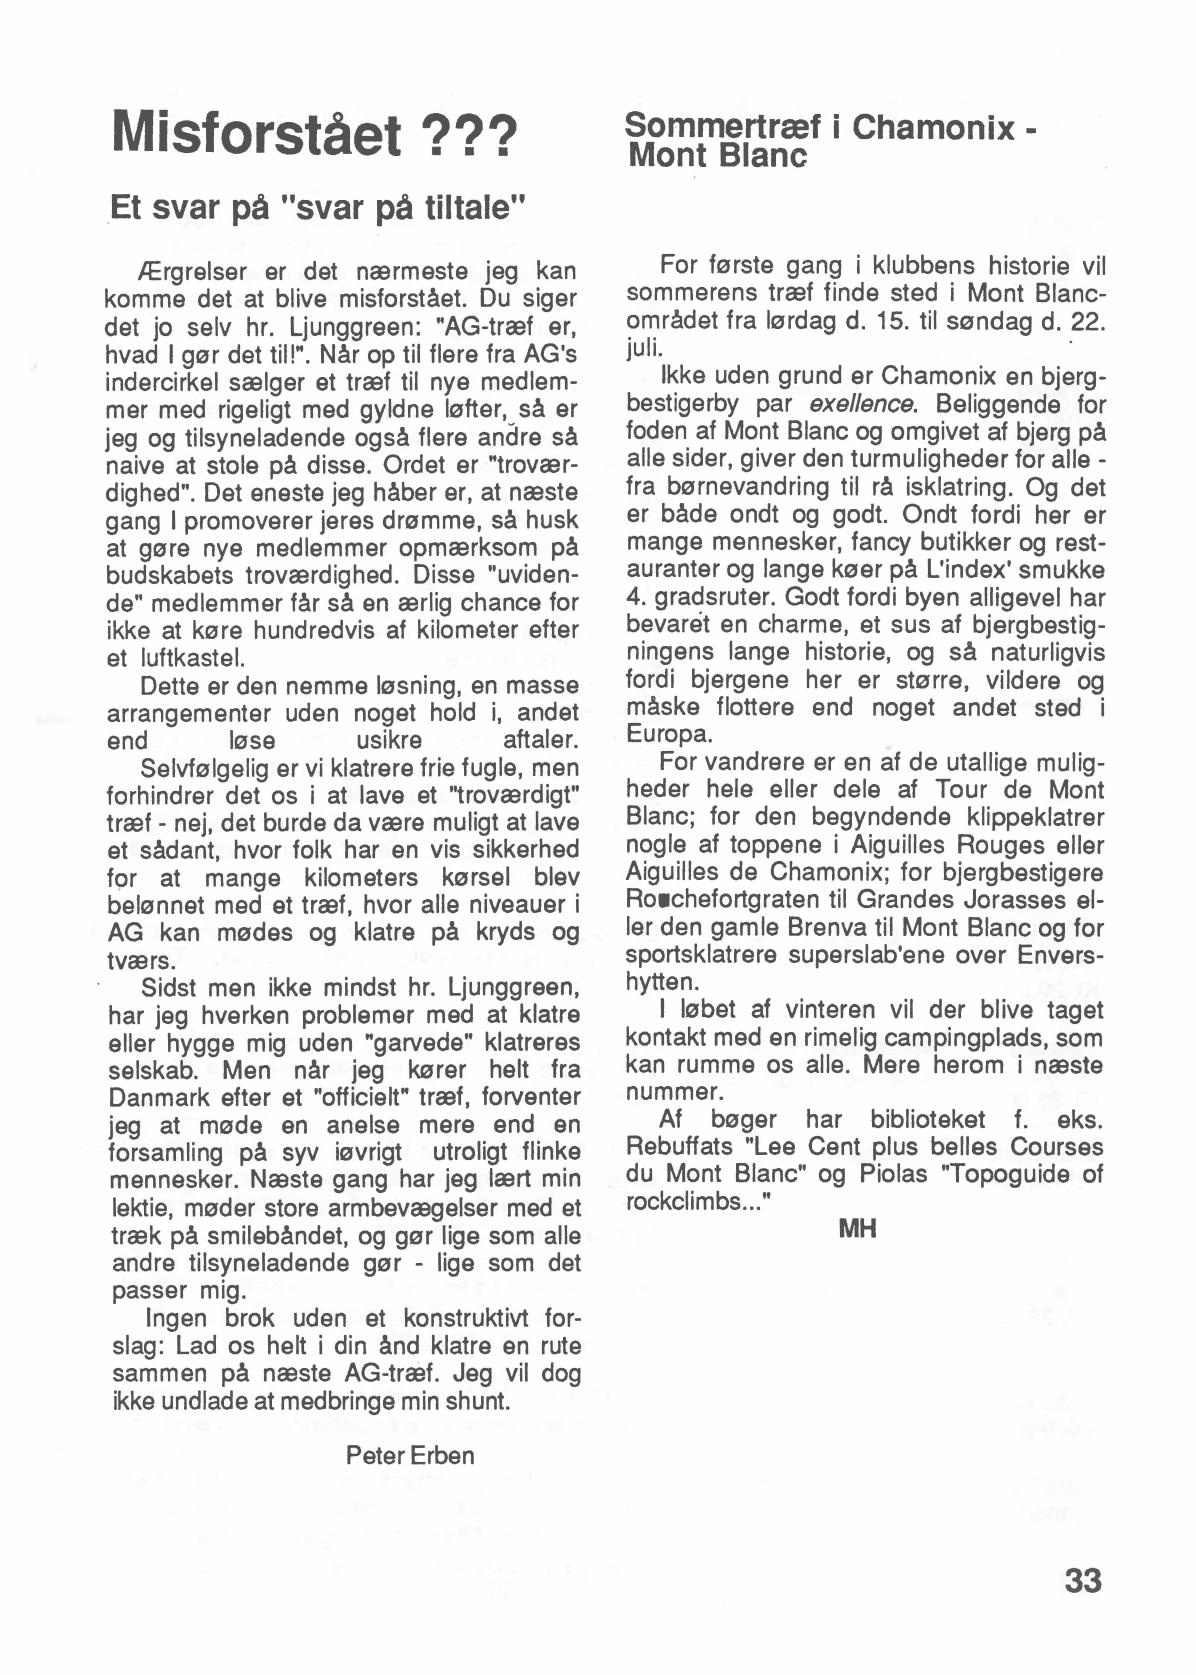 Misforstået ???
Et svar på "svar på tiltale"
Ærgrelser er det nærmeste jeg kan
komme det at blive misforstået. Du siger
det jo selv hr. Ljunggreen: "AG-træf er,
hvad I gør det til!". Når op til flere fra AG's
indercirkel sælger et træf til nye medlem-
mer med rigeligt med gyldne løfter, så er
jeg og tilsyneladende også flere andre så
naive at stole på disse. Ordet er "trovær-
dighed". Det eneste jeg håber er, at næste
gang I promoverer jeres drømme, så husk
at gøre nye medlemmer opmærksom på
budskabets troværdighed. Disse "uviden-
de" medlemmer får så en ærlig chance for
ikke at køre hundredvis af kilometer efter
et luftkastel.
Dette er den nemme løsning, en masse
arrangementer uden noget hold i, andet
end løse usikre aftaler.
Selvfølgelig er vi klatrere frie fugle, men
forhindrer det os i at lave et "troværdigt"
træf - nej, det burde da være muligt at lave
et sådant, hvor folk har en vis sikkerhed
for at mange kilometers kørsel blev
belønnet med et træf, hvor alle niveauer i
AG kan mødes og klatre på kryds og
tværs.
Sidst men ikke mindst hr. Ljunggreen,
har jeg hverken problemer med at klatre
eller hygge mig uden "garvede" klatreres
selskab. Men når jeg kører helt fra
Danmark efter et "officielt" træf, forventer
jeg at møde en anelse mere end en
forsamling på syv iøvrigt utroligt flinke
mennesker. Næste gang har jeg lært min
lektie, møder store armbevægelser med et
træk på smilebåndet, og gør lige som alle
andre tilsyneladende gør - lige som det
passer mig.
Ingen brok uden et konstruktivt for-
slag: Lad os helt i din ånd klatre en rute
sammen på næste AG-træf. Jeg vil dog
ikke undlade at medbringe min shunt.
Peter Erben
Sommertræf i Chamonix -
Mont Blanc
For første gang i klubbens historie vil
sommerens træf finde sted i Mont Blanc-
området fra lørdag d. 15. til søndag d. 22.
juli.
Ikke uden grund er Chamonix en bjerg-
bestigerby par exellence. Beliggende for
foden af Mont Blanc og omgivet af bjerg på
alle sider, giver den turmuligheder for alle -
fra børnevandring til rå isklatring. Og det
er både ondt og godt. Ondt fordi her er
mange mennesker, fancy butikker og rest-
auranter og lange køer på L'index' smukke
4. gradsruter. Godt fordi byen alligevel har
bevaret en charme, et sus af bjergbestig-
ningens lange historie, og så naturligvis
fordi bjergene her er større, vildere og
måske flottere end noget andet sted i
Europa.
For vandrere er en af de utallige mulig-
heder hele eller dele af Tour de Mont
Blanc; for den begyndende klippeklatrer
nogle af toppene i Aiguilles Rouges eller
Aiguilles de Chamonix; for bjergbestigere
Ro■chefortgraten til Grandes Jorasses el-
ler den gamle Brenva til Mont Blanc og for
sportsklatrere superslab'ene over Envers-
hytten.
I løbet af vinteren vil der blive taget
kontakt med en rimelig campingplads, som
kan rumme os alle. Mere herom i næste
nummer.
Af bøger har biblioteket f. eks.
Rebuffats "Lee Cent plus belles Courses
du Mont Blanc" og Piolas "Topoguide of
rockclimbs..."
MH
33